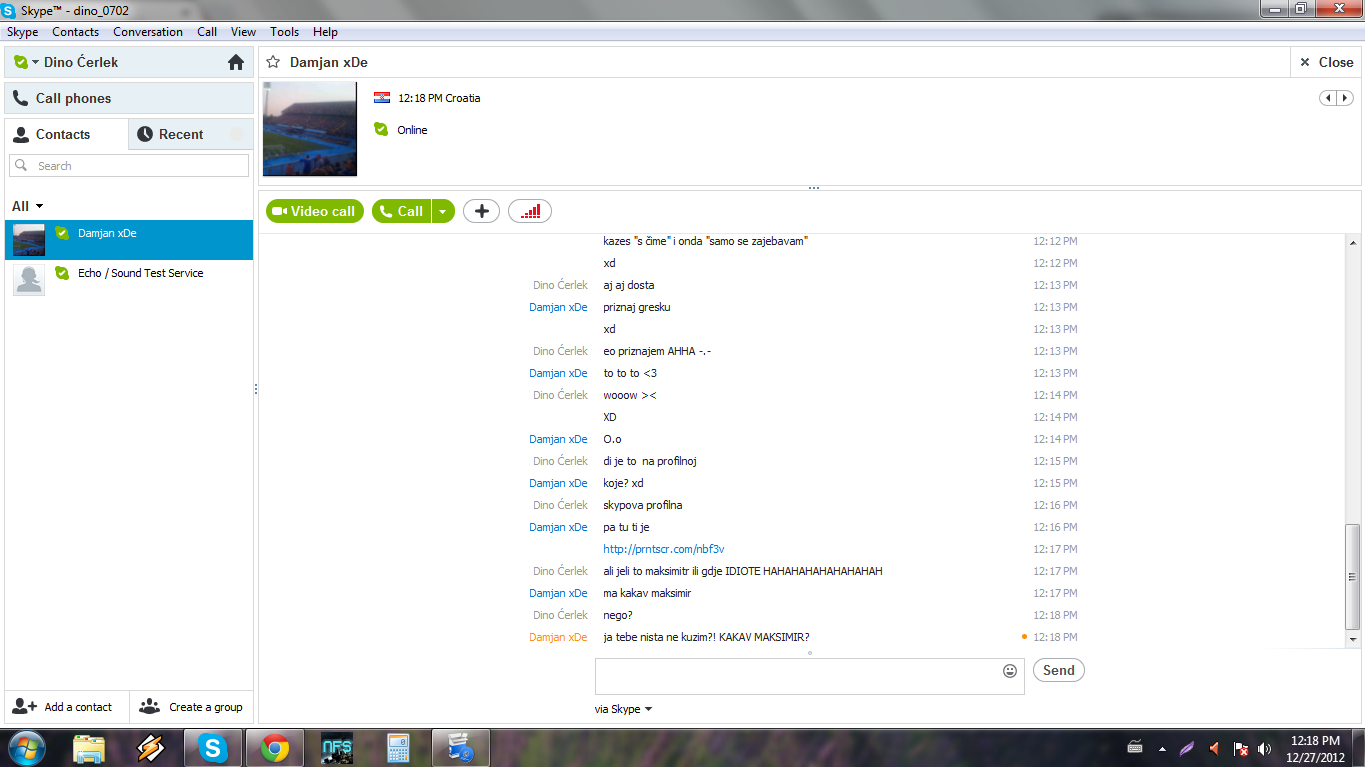 Skype™ - dino_0702
Skype Contacts Conversation Call View Tools Help
Dino Ćerlek
Call phones
Contacts
Recent
Search
All
Damjan xDe
Echo / Sound Test Service
Add a contact
Create a group
Damjan xDe
Close
12:18 PM Croatia
Online
Video call
Call
kazes "s čime" i onda "samo se zajebavam" 12:12 PM
xd 12:12 PM
Dino Ćerlek aj aj dosta 12:13 PM
Damjan xDe priznaj gresku 12:13 PM
xd 12:13 PM
Dino Ćerlek eo priznajem AHHA -.- 12:13 PM
Damjan xDe to to to <3 12:13 PM
Dino Ćerlek wooow >< 12:14 PM
XD 12:14 PM
Damjan xDe O.o 12:14 PM
Dino Ćerlek di je to na profilnoj 12:15 PM
Damjan xDe koje? xd 12:15 PM
Dino Ćerlek skypova profilna 12:16 PM
Damjan xDe pa tu ti je 12:16 PM
http://prntscr.com/nbf3v 12:17 PM
Dino Ćerlek ali jeli to maksimitr ili gdje IDIOTE HAHAHAHAHAHAHAHAH 12:17 PM
Damjan xDe ma kakav maksimir 12:17 PM
Dino Ćerlek nego? 12:18 PM
Damjan xDe ja tebe nista ne kuzim?! KAKAV MAKSIMIR? 12:18 PM
Send
via Skype
NFS
12:18 PM
12/27/2012